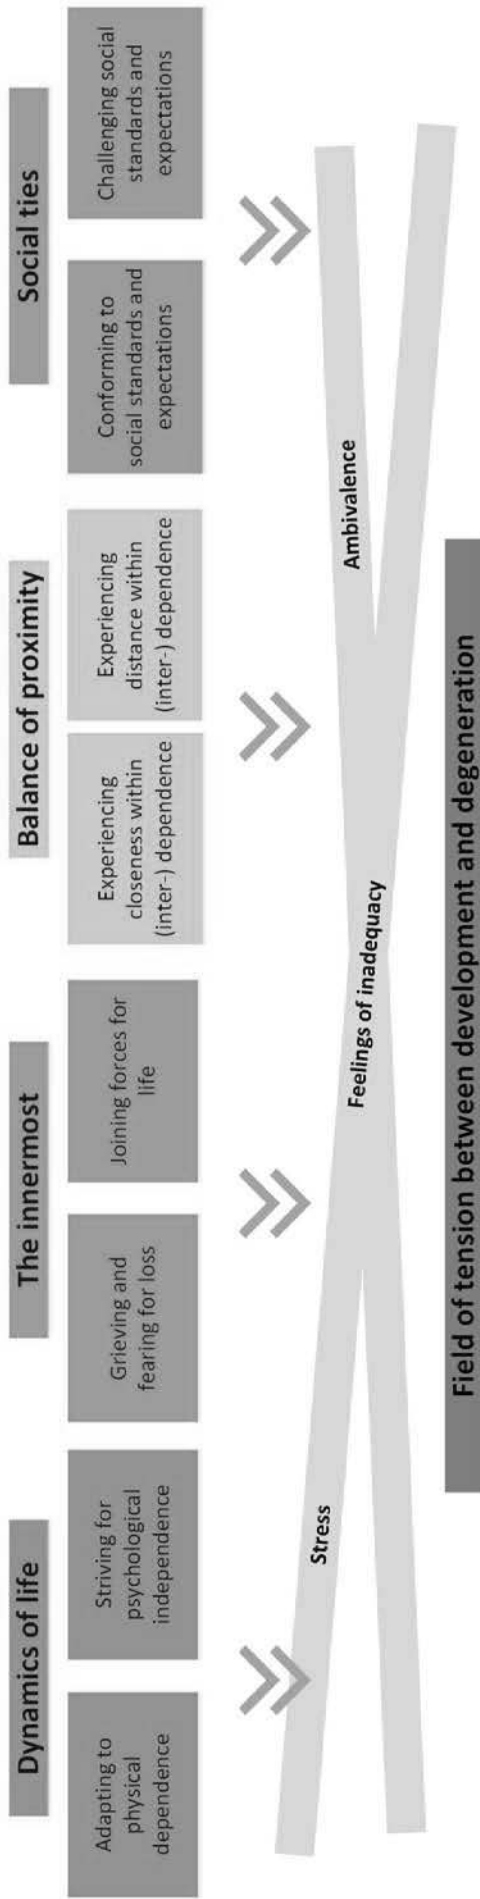 Dynamics of life
Adapting to
physical
dependence
Striving for
psychological
independence
The innermost
Grieving and
fearing for loss
Joining forces for
life
Balance of proximity
Experiencing
closeness within
(inter-) dependence
Experiencing
distance within
(inter-) dependence
Social ties
Conforming to
social standards and
expectations
Challenging social
standards and
expectations
Stress
Feelings of inadequacy
Ambivalence
Field of tension between development and degeneration